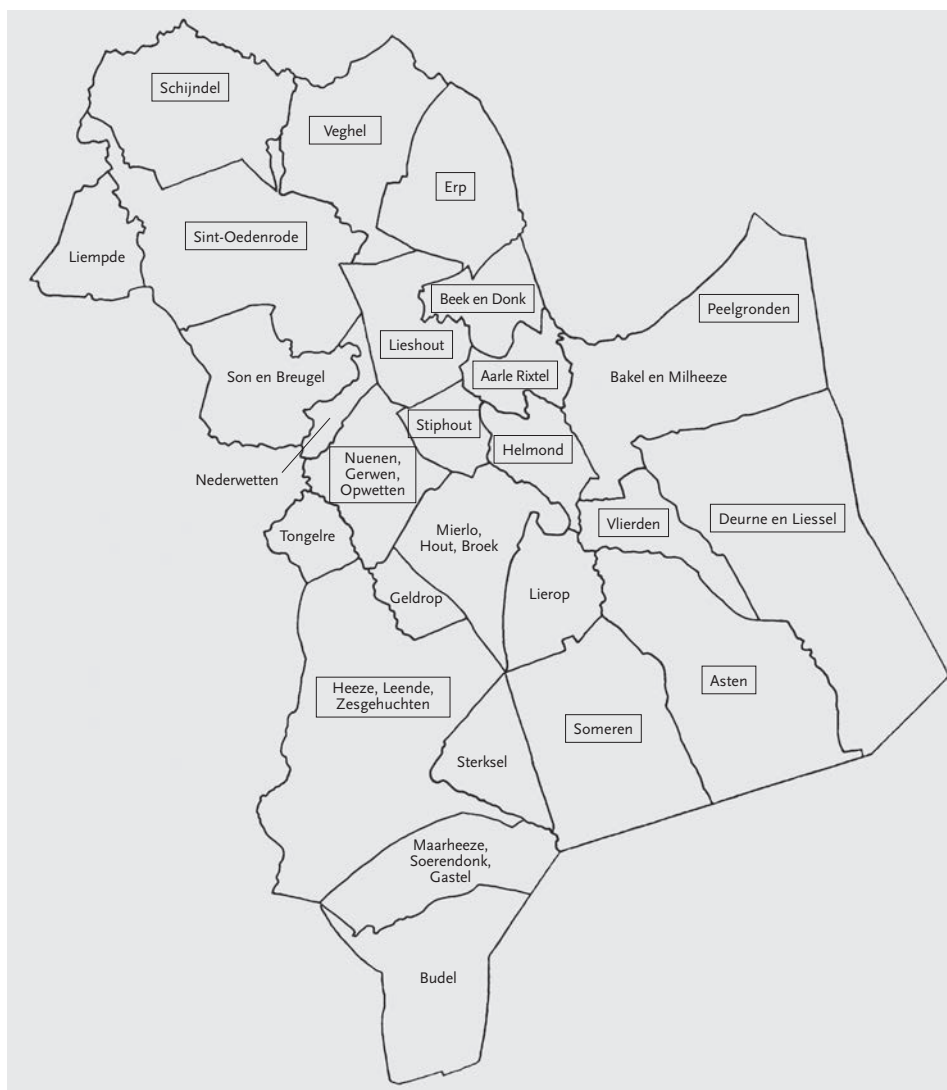 Schijndel
Veghel
Erp
Sint-Oedenrode
Liempde
Beek en Donk
Peelgronden
Lieshout
Son en Breugel
Aarle Rixtel
Bakel en Milheeze
Stiphout
Helmond
Nederwetten
Nuenen,
Gerwen,
Opwetten
Vlierden
Deurne en Liessel
Tongelre
Mierlo,
Hout, Broek
Geldrop
Lierop
Heeze, Leende,
Zesgehuchten
Asten
Someren
Sterksel
Maarheeze,
Soerendonk,
Gastel
Budel